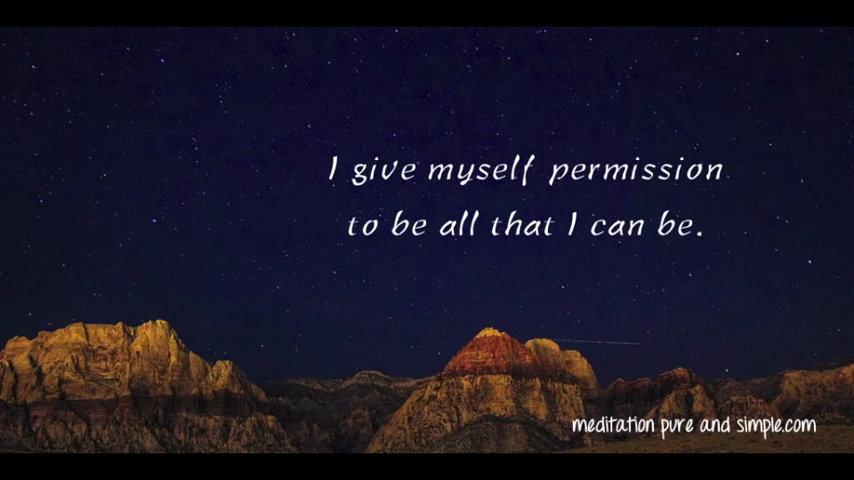 I give myself permission
to be all that I can be.
meditation pure and simple.com